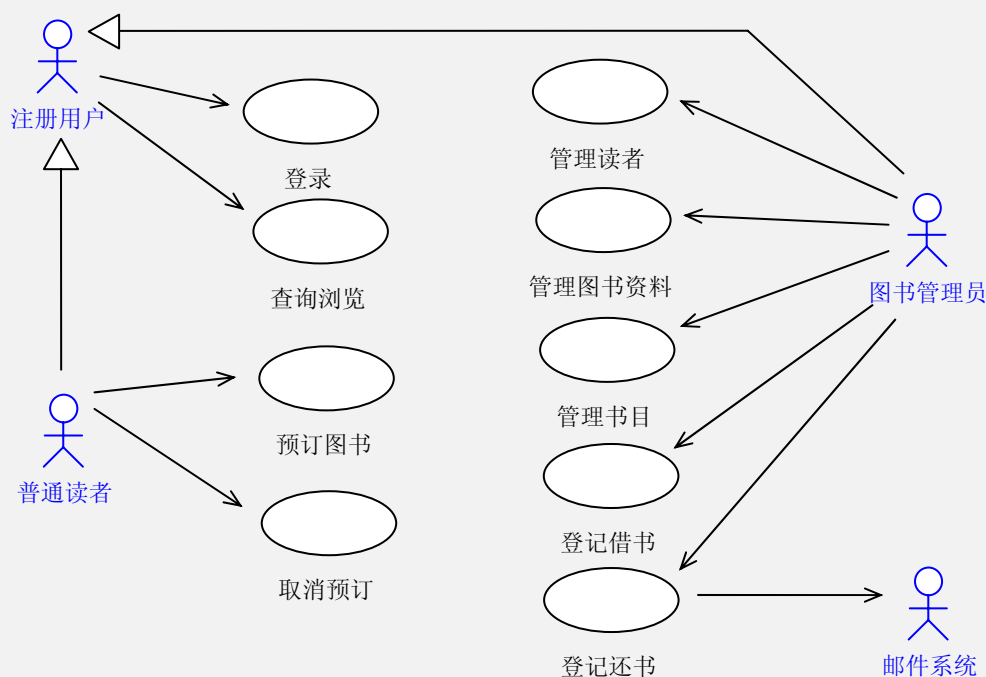 注册用户
登录
管理读者
查询浏览
管理图书资料
图书管理员
预订图书
管理书目
普通读者
取消预订
登记借书
登记还书
邮件系统